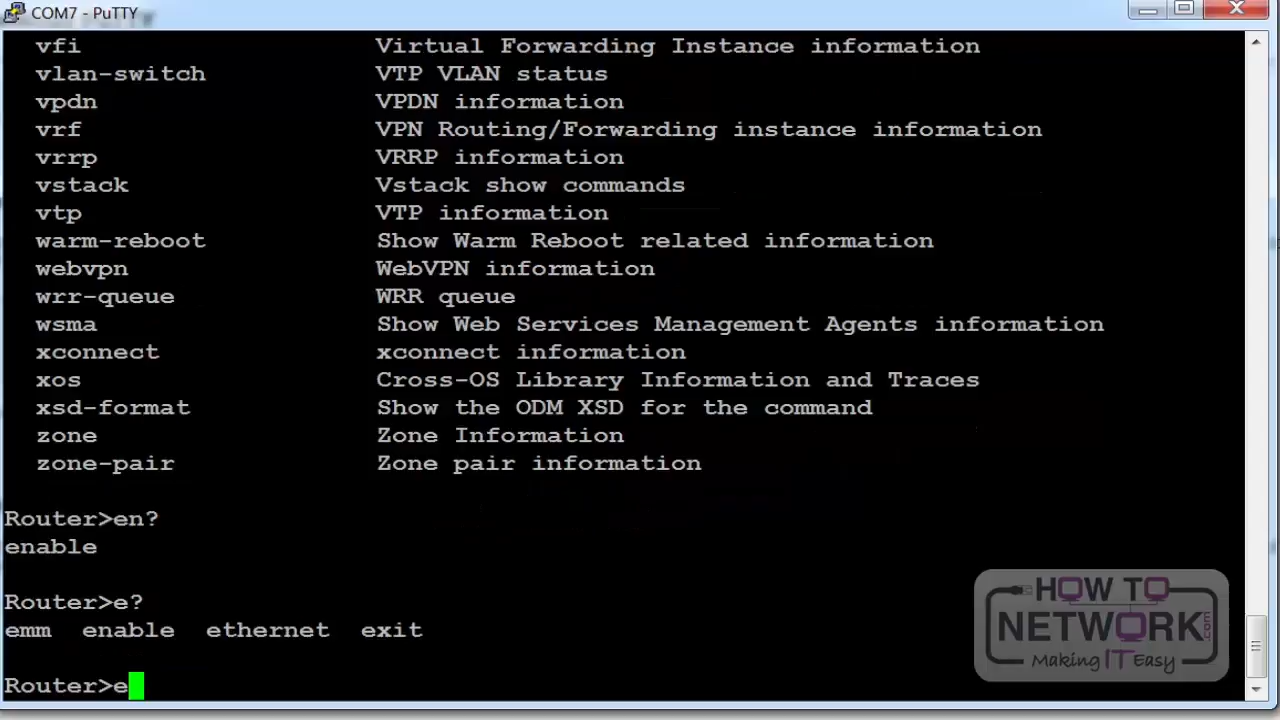 COM7 - PuTTY
vfi Virtual Forwarding Instance information
vlan-switch VTP VLAN status
vpdn VPDN information
vrf VPN Routing/Forwarding instance information
vrrp VRRP information
vstack Vstack show commands
vtp VTP information
warm-reboot Show Warm Reboot related information
webvpn WebVPN information
wrr-queue WRR queue
wsma Show Web Services Management Agents information
xconnect xconnect information
xos Cross-OS Library Information and Traces
xsd-format Show the ODM XSD for the command
zone Zone Information
zone-pair Zone pair information
Router>en?
enable
Router>e?
emm enable ethernet exit
Router>e
HOW TO
NETWORK.com
Making IT Easy